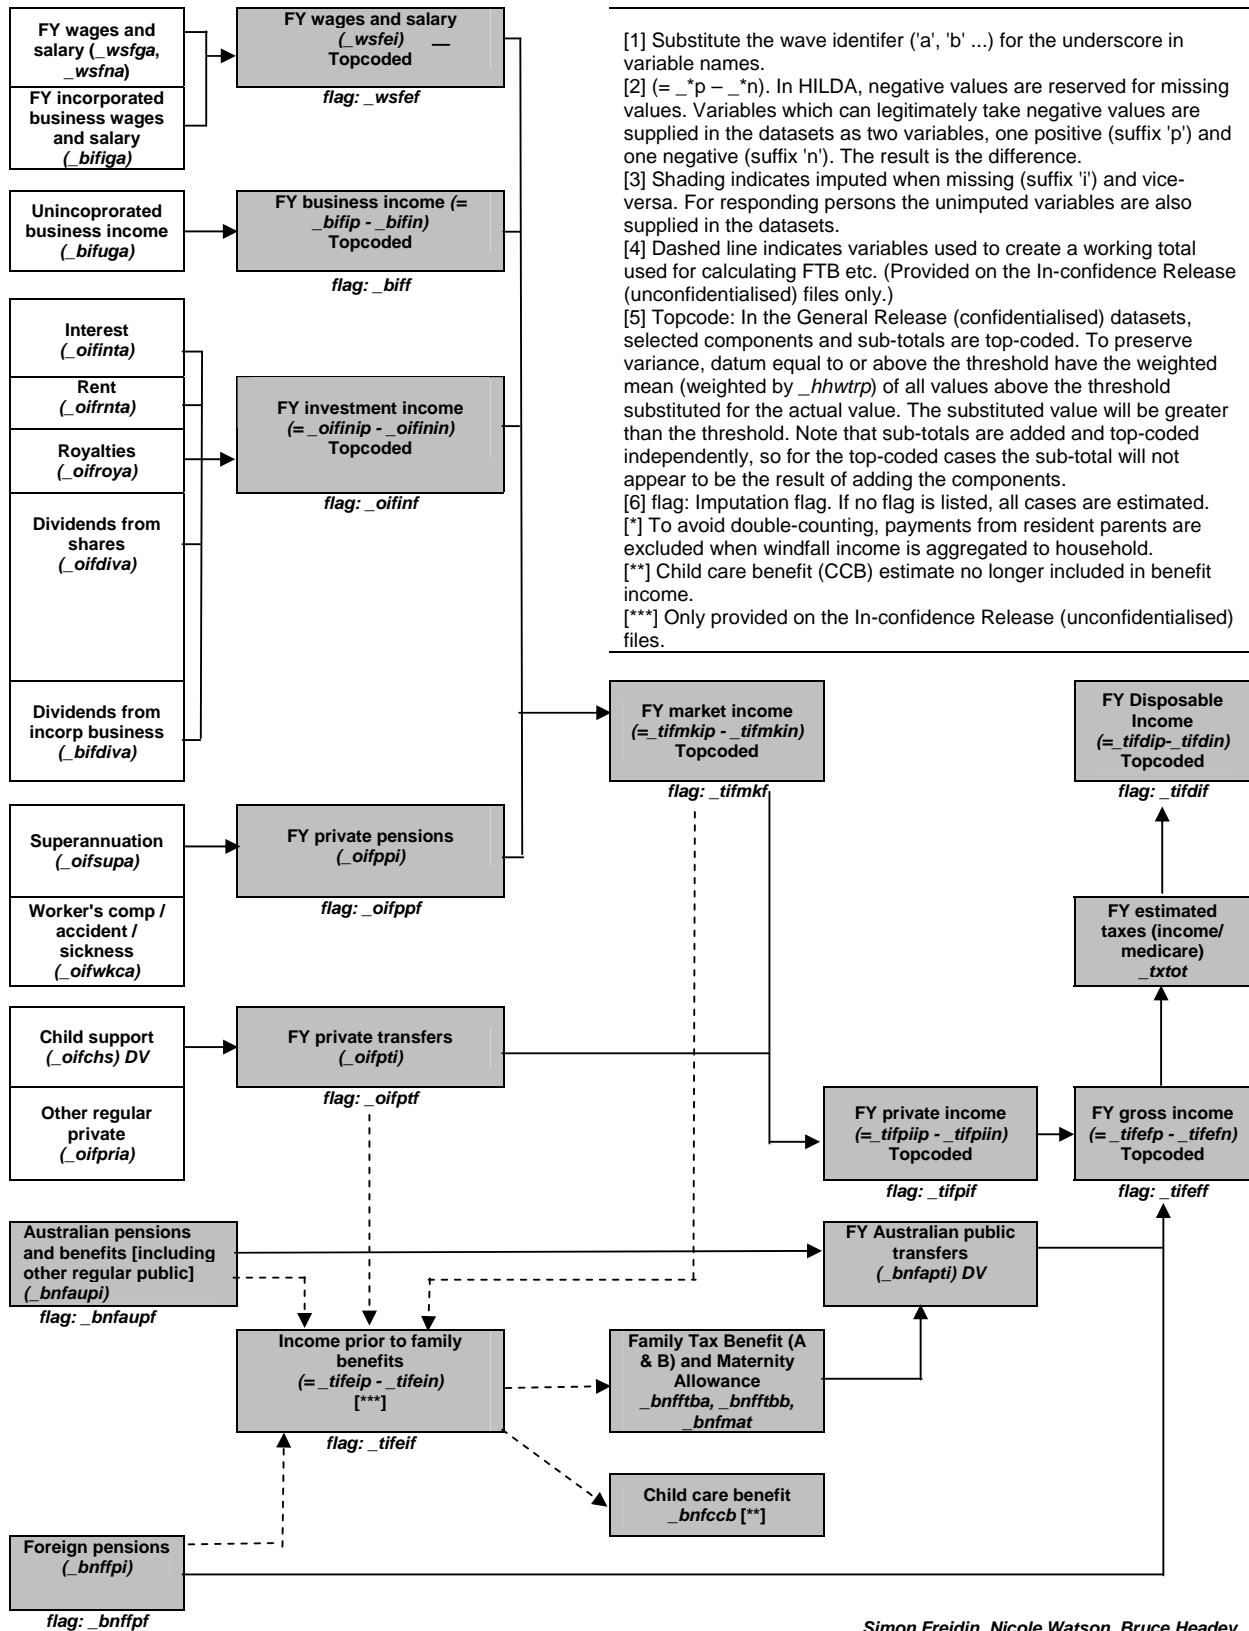 FY wages and
salary (_wsfga,
_wsfna)
FY incorporated
business wages
and salary
(_bifiga)
FY wages and salary
(_wsfei)
Topcoded
flag: _wsfef
Unincoprorated
business income
(_bifuga)
FY business income (=
_bifip - _bifin)
Topcoded
flag: _biff
Interest
(_oifinta)
Rent
(_oifrnta)
Royalties
(_oifroya)
Dividends from
shares
(_oifdiva)
Dividends from
incorp business
(_bifdiva)
FY investment income
(= _oifinip - _oifinin)
Topcoded
flag: _oifinf
[1] Substitute the wave identifer ('a', 'b' ...) for the underscore in
variable names.
[2] (= _*p – _*n). In HILDA, negative values are reserved for missing
values. Variables which can legitimately take negative values are
supplied in the datasets as two variables, one positive (suffix 'p') and
one negative (suffix 'n'). The result is the difference.
[3] Shading indicates imputed when missing (suffix 'i') and vice-
versa. For responding persons the unimputed variables are also
supplied in the datasets.
[4] Dashed line indicates variables used to create a working total
used for calculating FTB etc. (Provided on the In-confidence Release
(unconfidentialised) files only.)
[5] Topcode: In the General Release (confidentialised) datasets,
selected components and sub-totals are top-coded. To preserve
variance, datum equal to or above the threshold have the weighted
mean (weighted by _hhwtrp) of all values above the threshold
substituted for the actual value. The substituted value will be greater
than the threshold. Note that sub-totals are added and top-coded
independently, so for the top-coded cases the sub-total will not
appear to be the result of adding the components.
[6] flag: Imputation flag. If no flag is listed, all cases are estimated.
[*] To avoid double-counting, payments from resident parents are
excluded when windfall income is aggregated to household.
[**] Child care benefit (CCB) estimate no longer included in benefit
income.
[***] Only provided on the In-confidence Release (unconfidentialised)
files.
FY market income
(=_tifmkip - _tifmkin)
Topcoded
flag: _tifmkf
FY Disposable
Income
(=_tifdip-_tifdin)
Topcoded
flag: _tifdif
Superannuation
(_oifsupa)
Worker's comp /
accident /
sickness
(_oifwkca)
FY private pensions
(_oifppi)
flag: _oifppf
FY estimated
taxes (income/
medicare)
_txtot
Child support
(_oifchs) DV
Other regular
private
(_oifpria)
FY private transfers
(_oifpti)
flag: _oifptf
FY private income
(=_tifpiip - _tifpiin)
Topcoded
flag: _tifpif
FY gross income
(= _tifefp - _tifefn)
Topcoded
flag: _tifeff
Australian pensions
and benefits [including
other regular public]
(_bnfaupi)
flag: _bnfaupf
FY Australian public
transfers
(_bnfapti) DV
Income prior to family
benefits
(= _tifeip - _tifein)
[***]
flag: _tifeif
Family Tax Benefit (A
& B) and Maternity
Allowance
_bnfftba, _bnfftbb,
_bnfmat
Child care benefit
_bnfccb [**]
Foreign pensions
(_bnffpi)
flag: _bnffpf
Simon Freidin, Nicole Watson, Bruce Headey